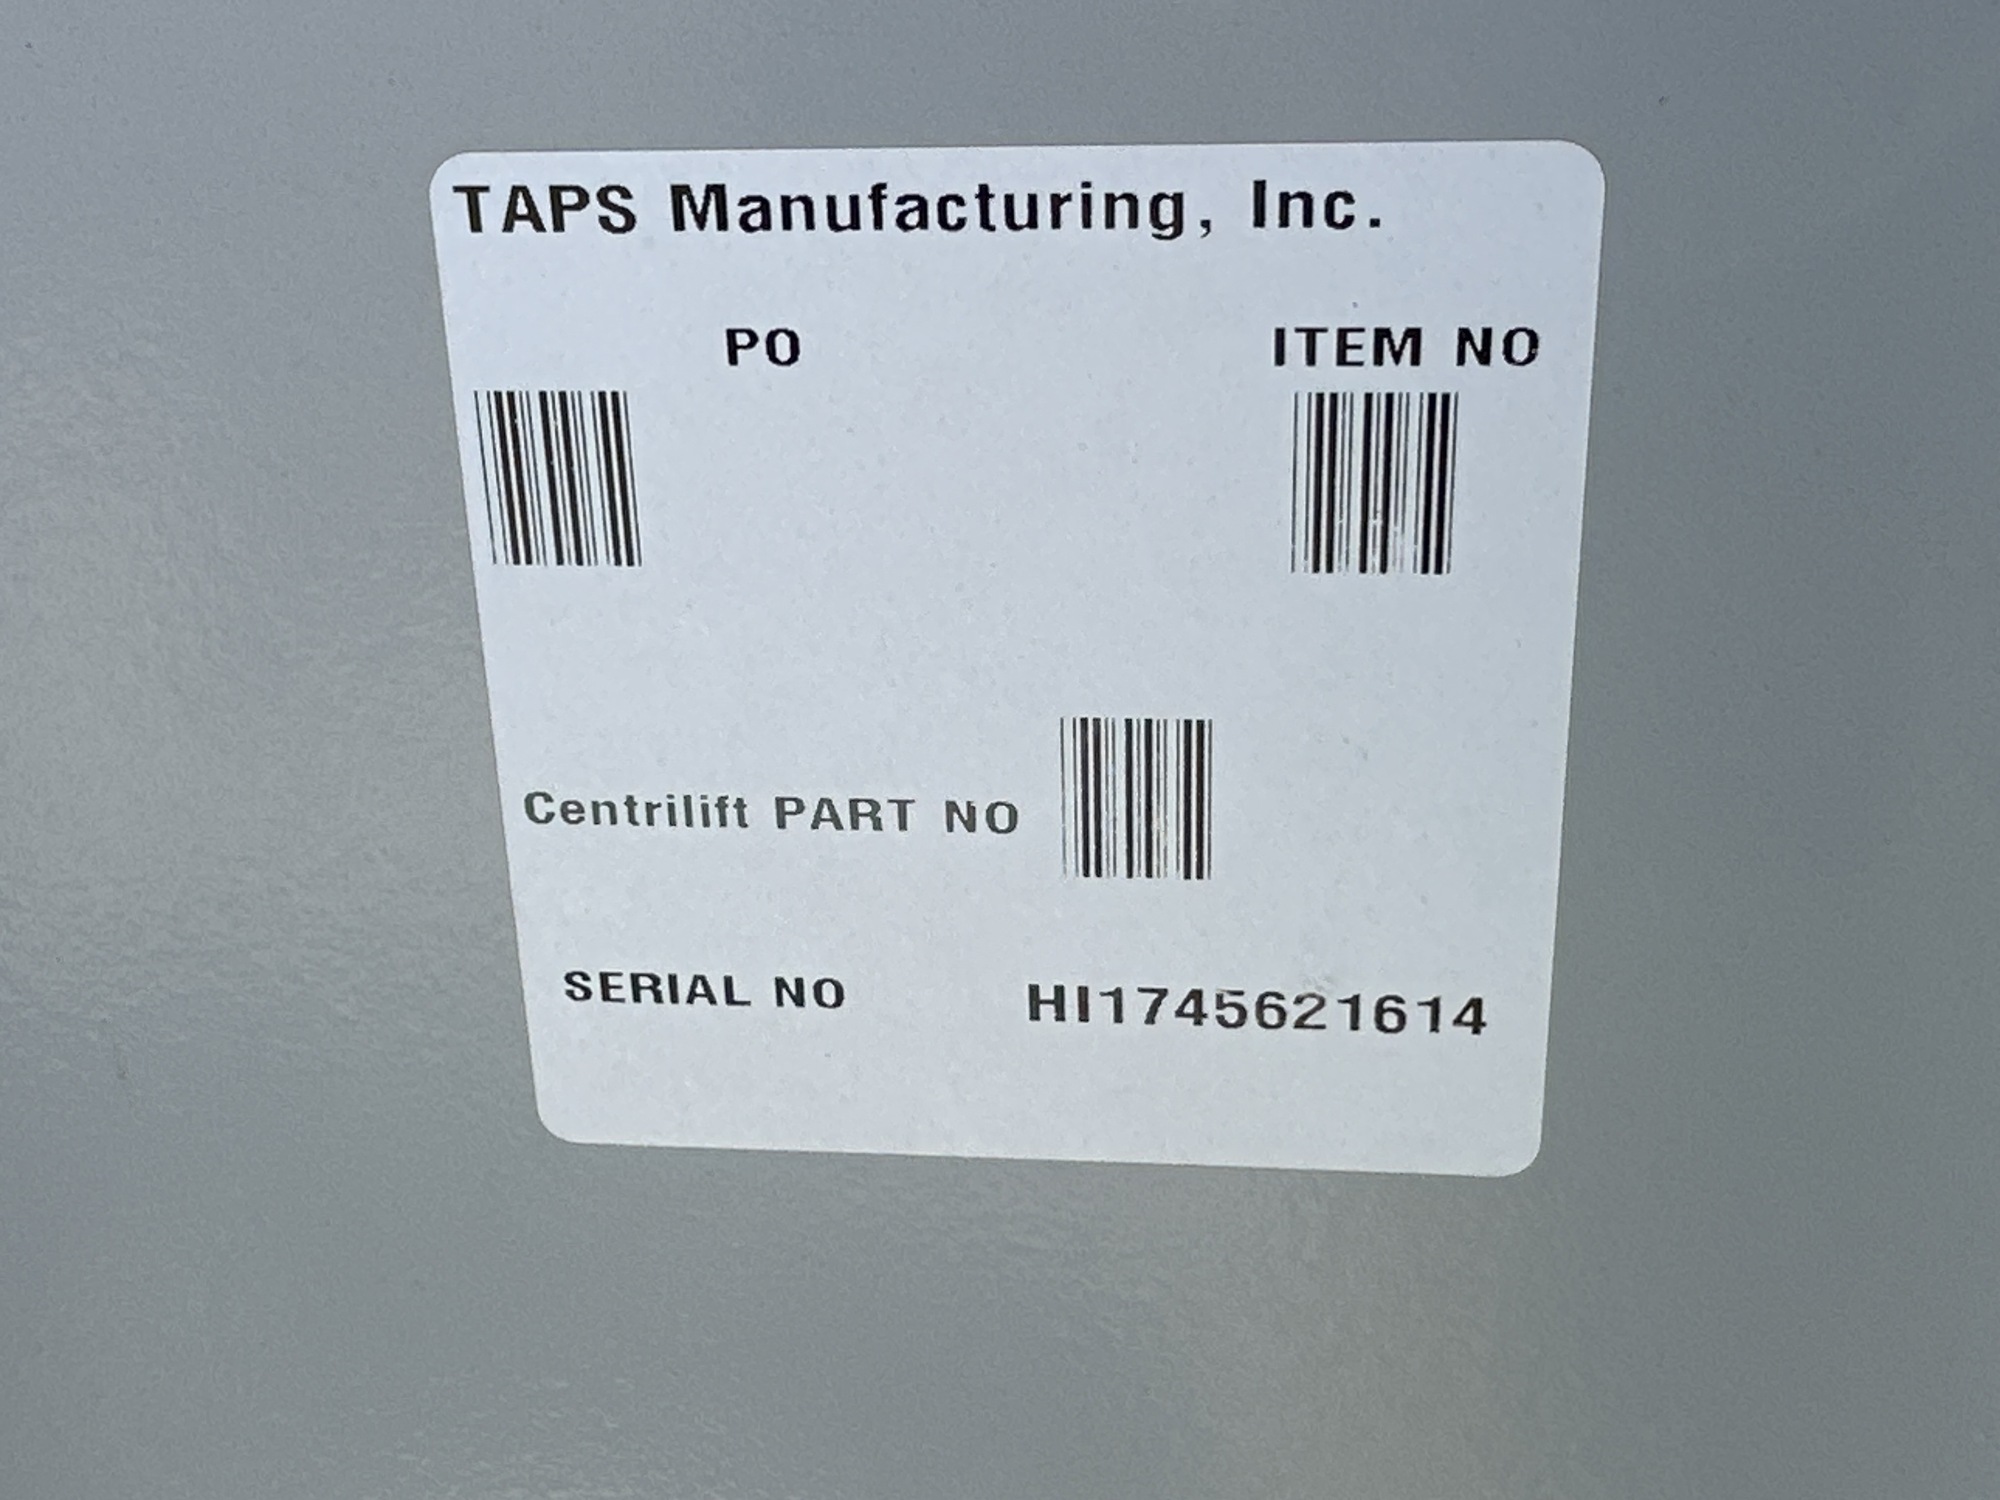 TAPS Manufacturing, Inc.
PO ITEM NO
Centrilift PART NO
SERIAL NO HI1745621614